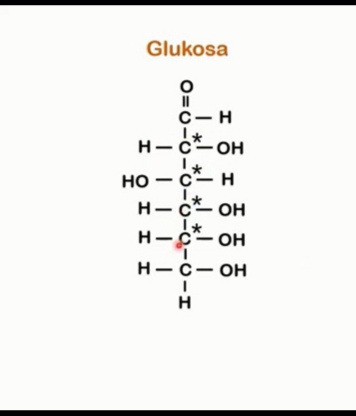 Glukosa
O
C — H
H — C* — OH
HO — C* — H
H — C* — OH
H — C* — OH
H — C — OH
H